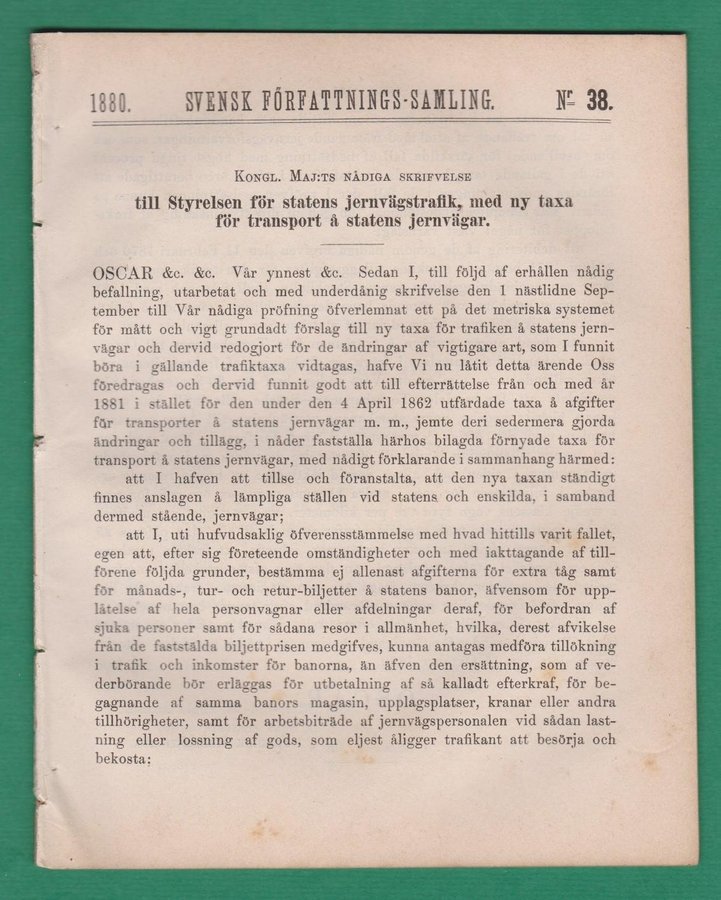 1880. SVENSK FÖRFATTNINGS-SAMLING. Nr 38.
KONGL. MAJ:TS NÅDIGA SKRIFVELSE
till Styrelsen för statens jernvägstrafik, med ny taxa
för transport å statens jernvägar.
OSCAR &c. &c. Vår ynnest &c. Sedan I, till följd af erhållen nådig
befallning, utarbetat och med underdånig skrifvelse den 1 nästlidne Sep-
tember till Vår nådiga pröfning öfverlemnat ett på det metriska systemet
för mått och vigt grundadt förslag till ny taxa för trafiken å statens jern-
vägar och dervid redogjort för de ändringar af vigtigare art, som I funnit
böra i gällande trafiktaxa vidtagas, hafve Vi nu låtit detta ärende Oss
föredragas och dervid funnit godt att till efterrättelse från och med år
1881 i stället för den under den 4 April 1862 utfärdade taxa å afgifter
för transporter å statens jernvägar m. m., jemte deri sedermera gjorda
ändringar och tillägg, i nåder fastställa härhos bilagda förnyade taxa för
transport å statens jernvägar, med nådigt förklarande i sammanhang härmed:
att I hafven att tillse och föranstalta, att den nya taxan ständigt
finnes anslagen å lämpliga ställen vid statens och enskilda, i samband
dermed stående, jernvägar;
att I, uti hufvudsaklig öfverensstämmelse med hvad hittills varit fallet,
egen att, efter sig företeende omständigheter och med iakttagande af till-
förene följda grunder, bestämma ej allenast afgifterna för extra tåg samt
för månads-, tur- och retur-biljetter å statens banor, äfvensom för upp-
låtelse af hela personvagnar eller afdelningar deraf, för befordran af
sjuka personer samt för sådana resor i allmänhet, hvilka, derest afvikelse
från de faststälda biljettprisen medgifves, kunna antagas medföra tillökning
i trafik och inkomster för banorna, än äfven den ersättning, som af ve-
derbörande bör erläggas för utbetalning af så kalladt efterkraf, för be-
gagnande af samma banors magasin, upplagsplatser, kranar eller andra
tillhörigheter, samt för arbetsbiträde af jernvägspersonalen vid sådan last-
ning eller lossning af gods, som eljest åligger trafikant att besörja och
bekosta: